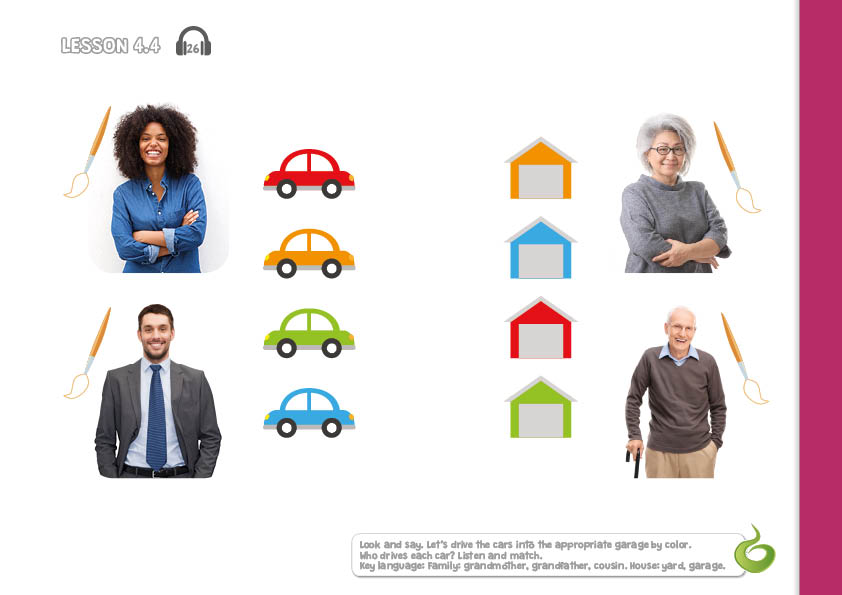 LESSON 4.4
26
Look and say. Let's drive the cars into the appropriate garage by color.
Who drives each car? Listen and match.
Key language: Family: grandmother, grandfather, cousin. House: yard, garage.